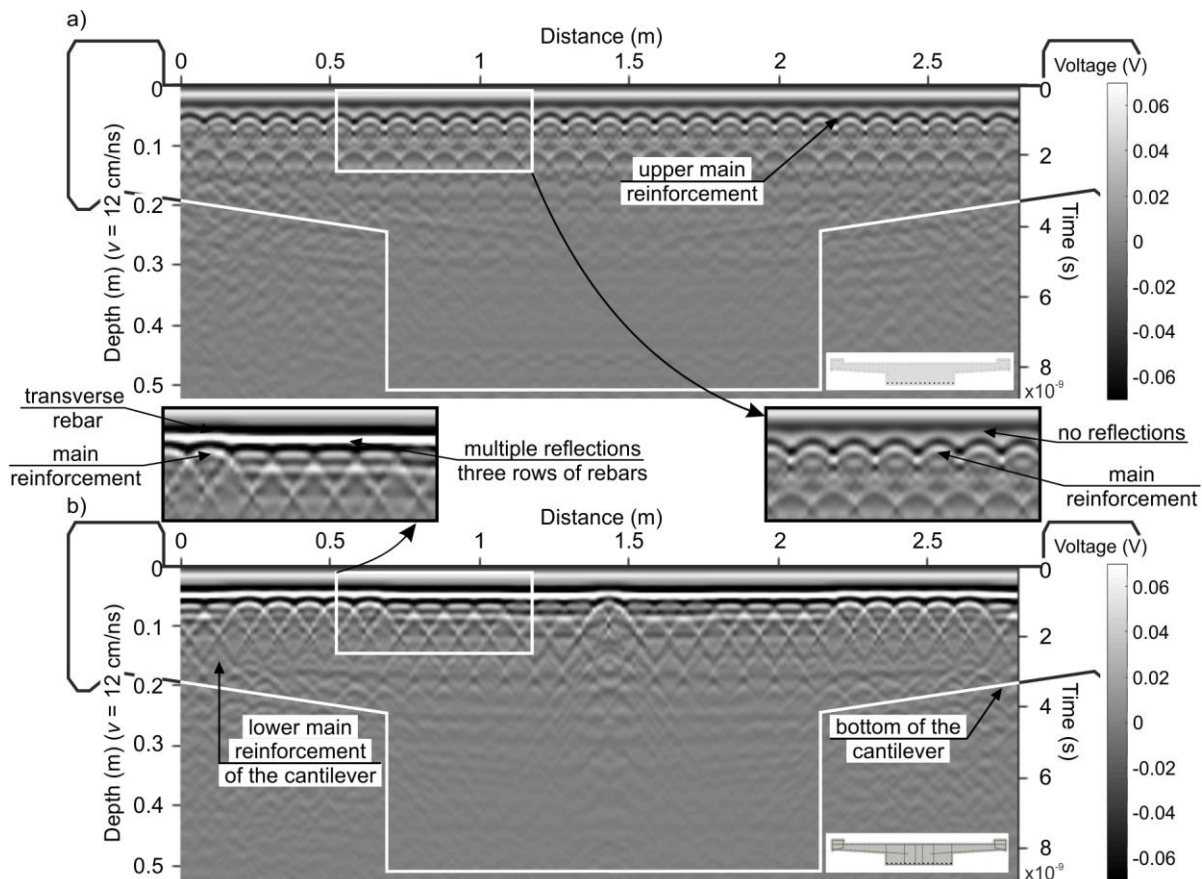 a)
Distance (m)
0 0.5 1 1.5 2 2.5
Voltage (V)
0 0
0.1 2
0.2
0.3 4
0.4 6
0.5 8
x10⁻⁹
Depth (m) (v = 12 cm/ns)
Time (s)
0.06
0.04
0.02
0
-0.02
-0.04
-0.06
upper main
reinforcement
transverse
rebar
main
reinforcement
multiple reflections
three rows of rebars
no reflections
main
reinforcement
b)
Distance (m)
0 0.5 1 1.5 2 2.5
Voltage (V)
0 0
0.1 2
0.2
0.3 4
0.4 6
0.5 8
x10⁻⁹
Depth (m) (v = 12 cm/ns)
Time (s)
0.06
0.04
0.02
0
-0.02
-0.04
-0.06
lower main
reinforcement
of the cantilever
bottom of the
cantilever